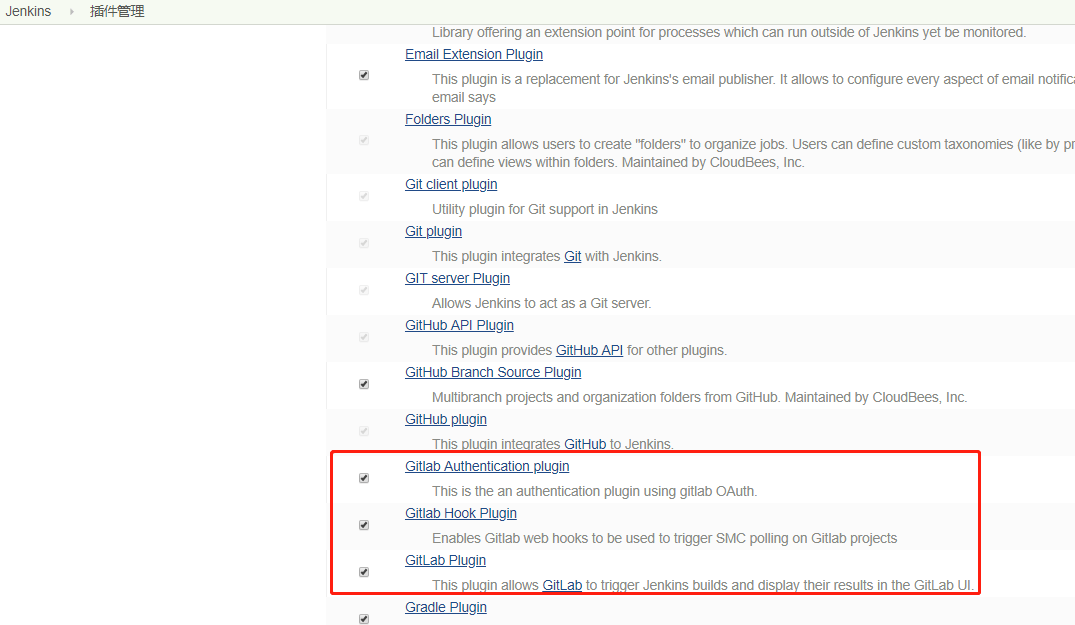 Jenkins 插件管理
Library offering an extension point for processes which can run outside of Jenkins yet be monitored.
Email Extension Plugin
This plugin is a replacement for Jenkins's email publisher. It allows to configure every aspect of email notifica
email says
Folders Plugin
This plugin allows users to create "folders" to organize jobs. Users can define custom taxonomies (like by pr
can define views within folders. Maintained by CloudBees, Inc.
Git client plugin
Utility plugin for Git support in Jenkins
Git plugin
This plugin integrates Git with Jenkins.
GIT server Plugin
Allows Jenkins to act as a Git server.
GitHub API Plugin
This plugin provides GitHub API for other plugins.
GitHub Branch Source Plugin
Multibranch projects and organization folders from GitHub. Maintained by CloudBees, Inc.
GitHub plugin
This plugin integrates GitHub to Jenkins.
Gitlab Authentication plugin
This is the an authentication plugin using gitlab OAuth.
Gitlab Hook Plugin
Enables Gitlab web hooks to be used to trigger SMC polling on Gitlab projects
GitLab Plugin
This plugin allows GitLab to trigger Jenkins builds and display their results in the GitLab UI.
Gradle Plugin